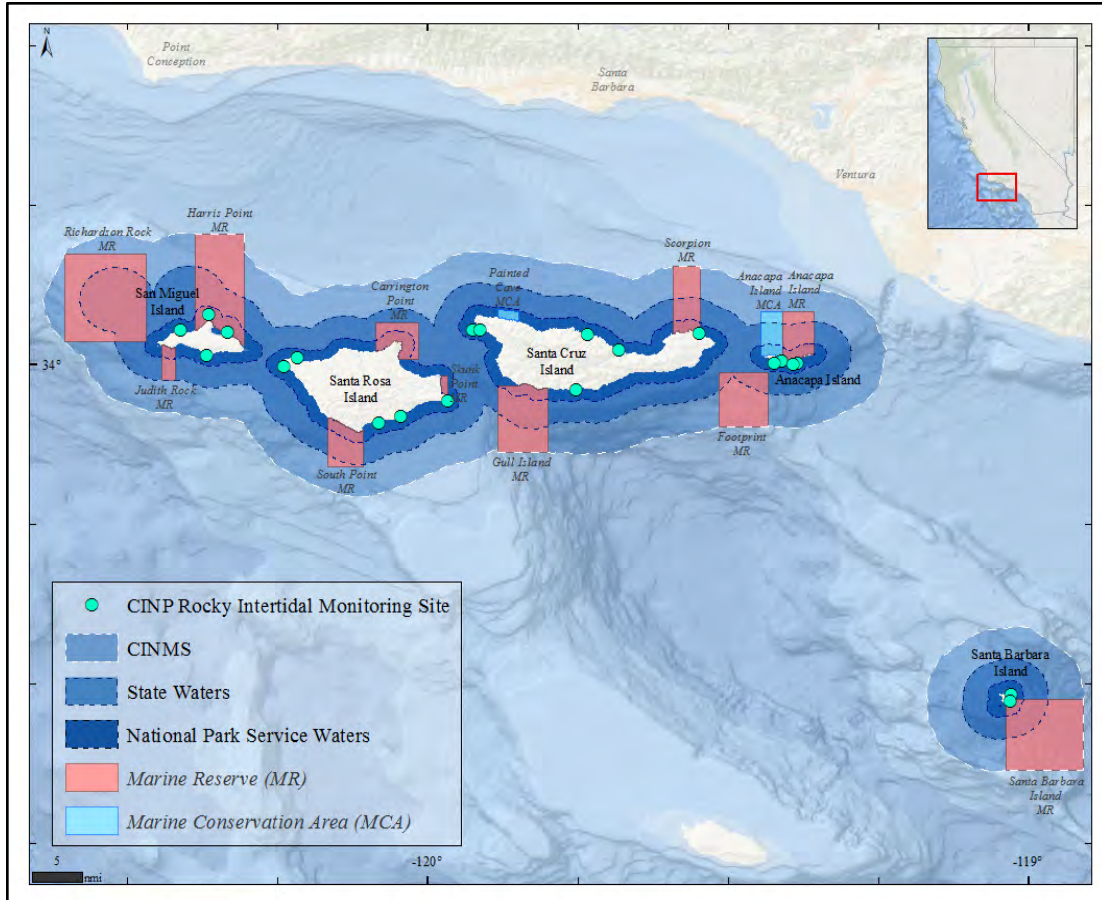 N
Point
Conception
Santa
Barbara
Ventura
Harris Point
MR
Richardson Rock
MR
San Miguel
Island
Judith Rock
MR
Carrington
Point
MR
Painted
Cave
MCA
Scorpion
MR
Anacapa
Island
MCA
Anacapa
Island
MR
34°
Santa Rosa
Island
Skunk
Point
MR
Santa Cruz
Island
Anacapa Island
South Point
MR
Gull Island
MR
Footprint
MR
Santa Barbara
Island
Santa Barbara
Island
MR
CINP Rocky Intertidal Monitoring Site
CINMS
State Waters
National Park Service Waters
Marine Reserve (MR)
Marine Conservation Area (MCA)
5
nmi
-120°
-119°